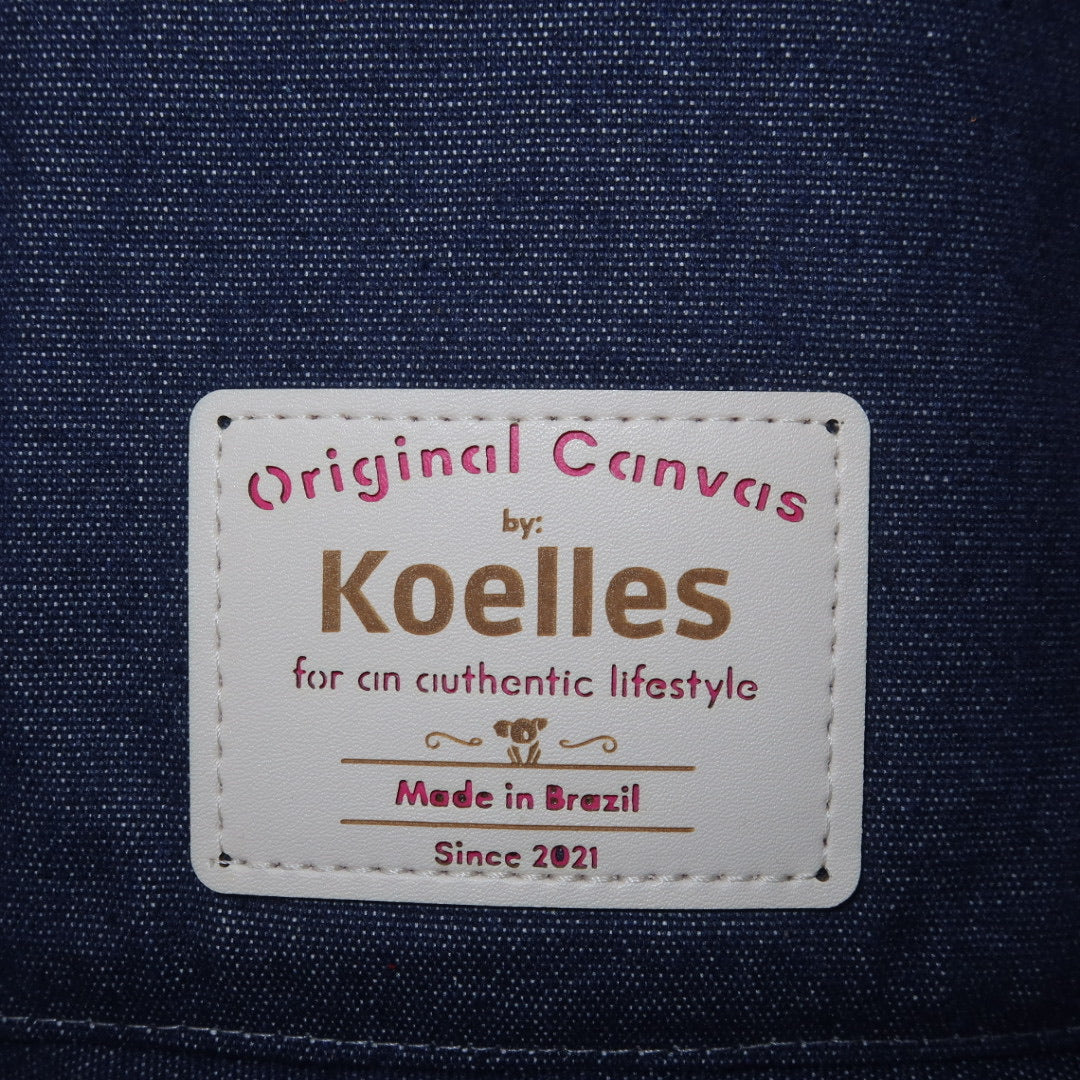 Original Canvas
by:
Koelles
for an authentic lifestyle
Made in Brazil
Since 2021